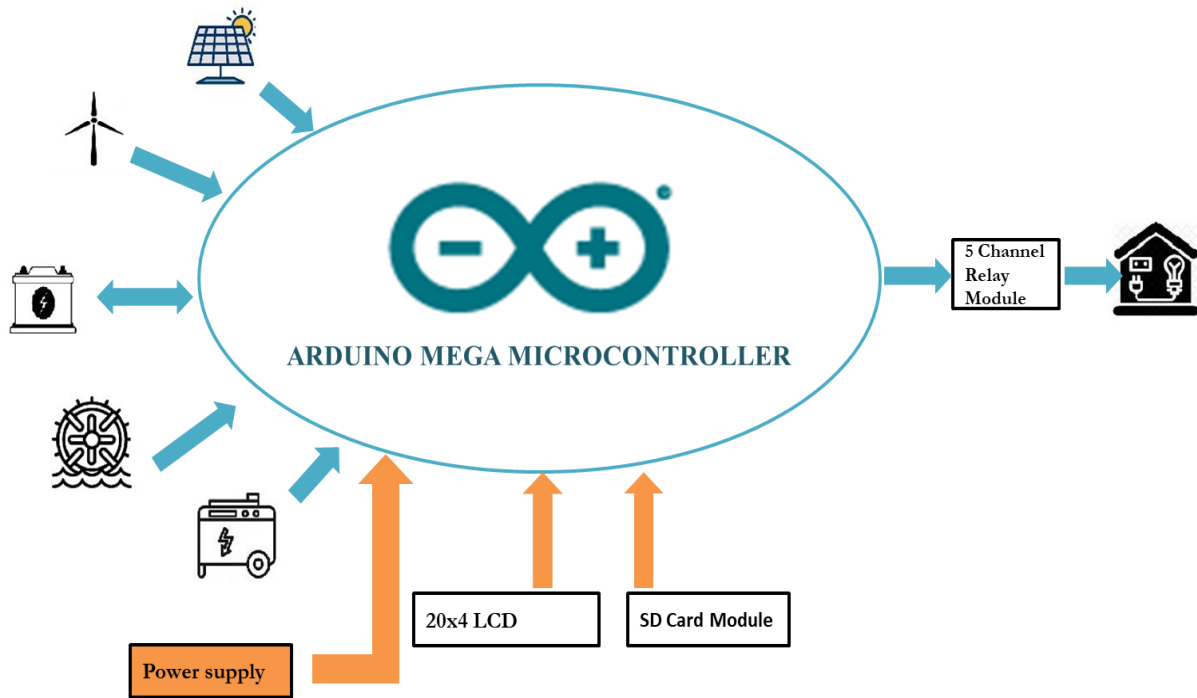 ARDUINO MEGA MICROCONTROLLER
5 Channel
Relay
Module
20x4 LCD
SD Card Module
Power supply